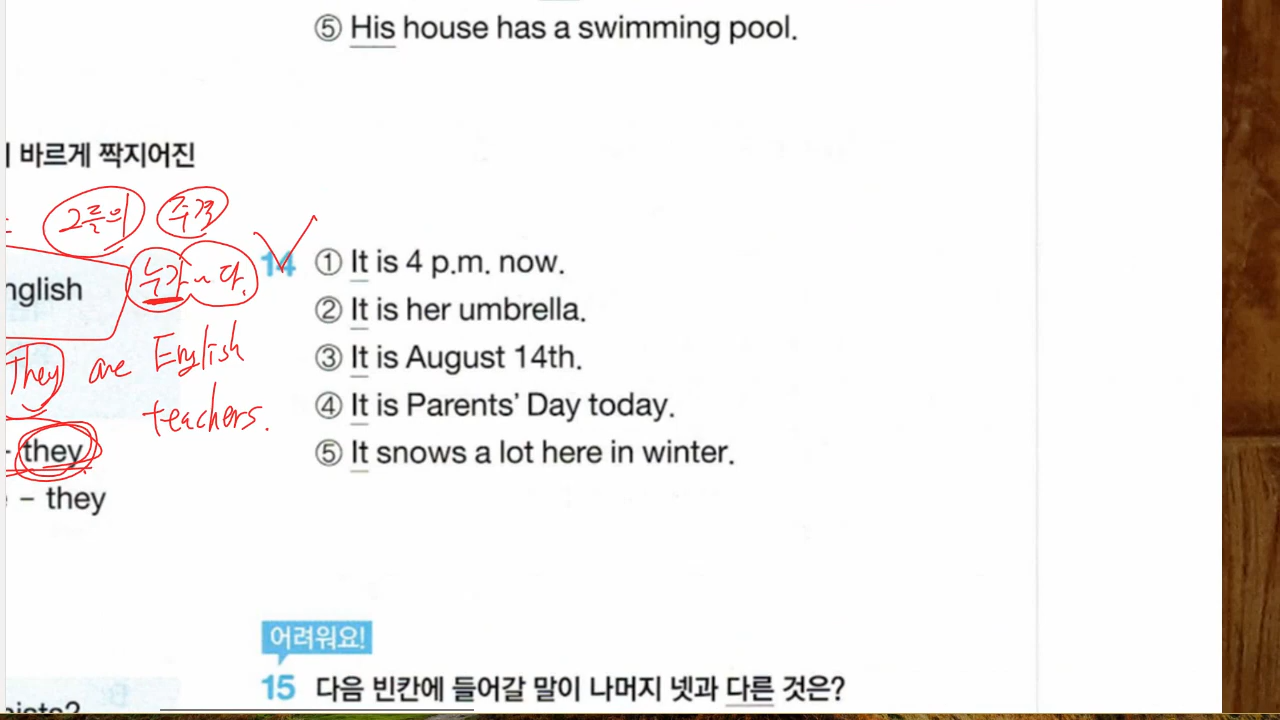 ⑤ His house has a swimming pool.
바르게 짝지어진
그들의 주격
nglish
누가~다.
They are English
teachers.
they
– they
14 ① It is 4 p.m. now.
② It is her umbrella.
③ It is August 14th.
④ It is Parents' Day today.
⑤ It snows a lot here in winter.
어려워요!
15 다음 빈칸에 들어갈 말이 나머지 넷과 다른 것은?